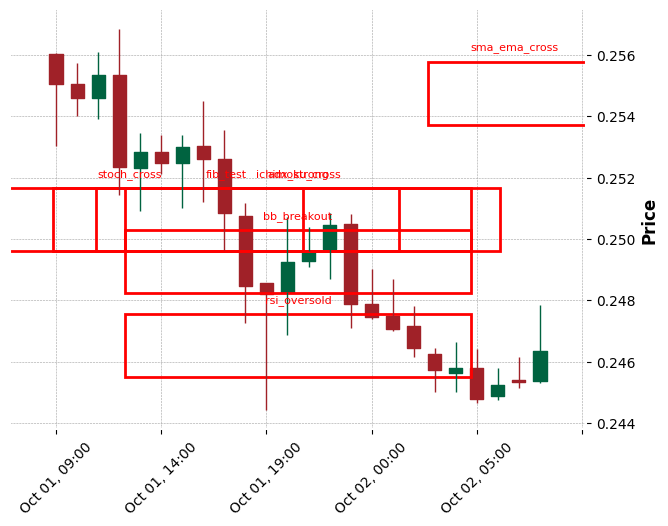 sma_ema_cross
0.256
0.254
stoch_cross
fib_test
0.252
bb_breakout
0.250
Price
0.248
rsi_oversold
0.246
0.244
Oct 01, 09:00
Oct 01, 14:00
Oct 01, 19:00
Oct 02, 00:00
Oct 02, 05:00